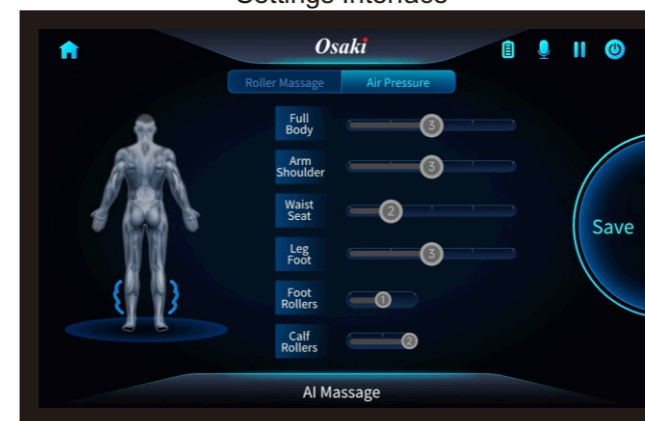 Settings Interface
Osaki
Roller Massage
Air Pressure
Full
Body
3
Arm
Shoulder
3
Waist
Seat
2
Leg
Foot
3
Foot
Rollers
1
Calf
Rollers
2
Save
AI Massage